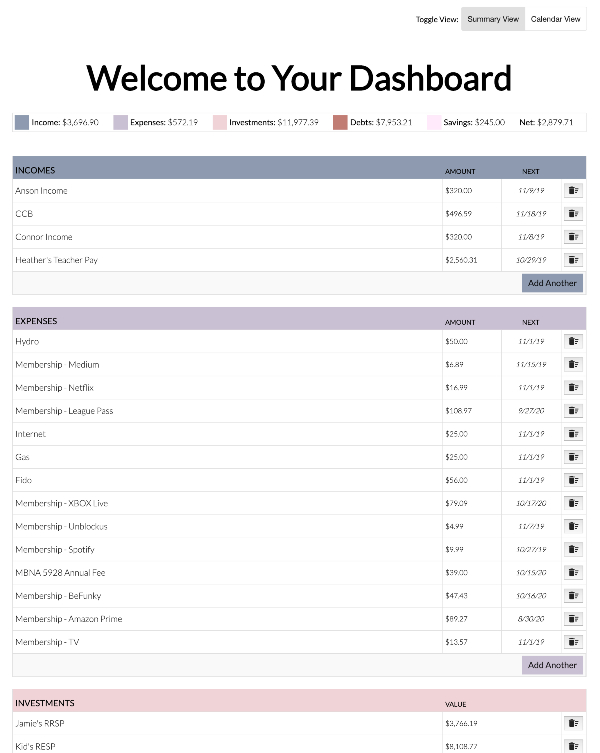 Toggle View: Summary View Calendar View
Welcome to Your Dashboard
Income: $3,696.90 Expenses: $572.19 Investments: $11,977.39 Debts: $7,953.21 Savings: $245.00 Net: $2,879.71
INCOMES AMOUNT NEXT
Anson Income $320.00 11/9/19
CCB $496.59 11/18/19
Connor Income $320.00 11/8/19
Heather's Teacher Pay $2,560.31 10/29/19
Add Another
EXPENSES AMOUNT NEXT
Hydro $50.00 11/1/19
Membership - Medium $6.89 11/15/19
Membership - Netflix $16.99 11/1/19
Membership - League Pass $108.97 9/27/20
Internet $25.00 11/1/19
Gas $25.00 11/1/19
Fido $56.00 11/1/19
Membership - XBOX Live $79.09 10/17/20
Membership - Unblockus $4.99 11/7/19
Membership - Spotify $9.99 10/27/19
MBNA 5928 Annual Fee $39.00 10/15/20
Membership - BeFunky $47.43 10/16/20
Membership - Amazon Prime $89.27 8/30/20
Membership - TV $13.57 11/1/19
Add Another
INVESTMENTS VALUE
Jamie's RRSP $3,766.19
Kid's RESP $8,108.77